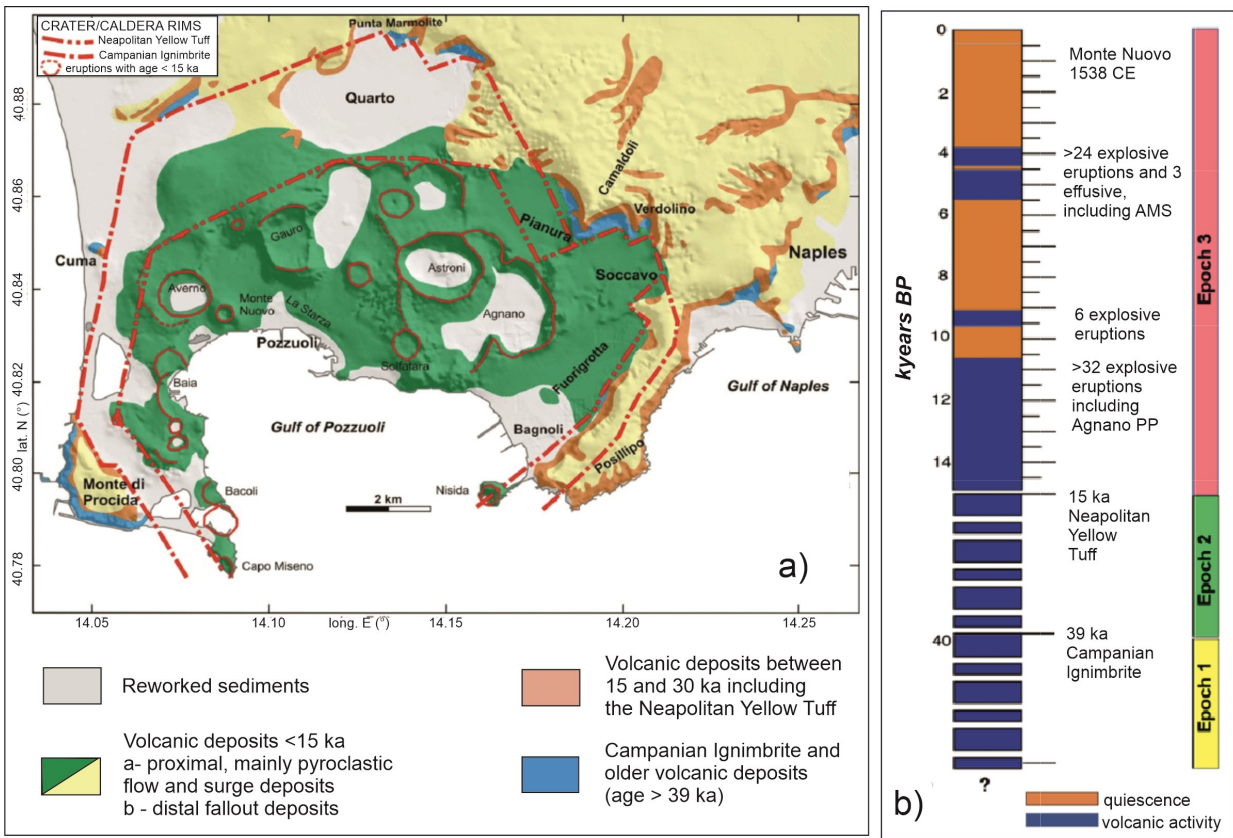 CRATER/CALDERA RIMS
Neapolitan Yellow Tuff
Campanian Ignimbrite
eruptions with age < 15 ka
Punta Marmolite
Quarto
Camaldoli
Verdolino
Pianura
Soccavo
Naples
Cuma
Gauro
Astroni
Averno
Monte
Nuovo
La Starza
Agnano
Pozzuoli
Solfatara
Fuorigrotta
Baia
Gulf of Naples
Gulf of Pozzuoli
Bagnoli
Posillipo
Monte di
Procida
Bacoli
Nisida
2 km
Capo Miseno
a)
40.88
40.86
40.84
40.82
40.80
40.78
lat. N (°)
14.05
14.10
14.15
14.20
14.25
long. E (°)
Reworked sediments
Volcanic deposits <15 ka
a- proximal, mainly pyroclastic
flow and surge deposits
b - distal fallout deposits
Volcanic deposits between
15 and 30 ka including
the Neapolitan Yellow Tuff
Campanian Ignimbrite and
older volcanic deposits
(age > 39 ka)
kyears BP
0
2
4
6
8
10
12
14
40
?
Monte Nuovo
1538 CE
>24 explosive
eruptions and 3
effusive,
including AMS
6 explosive
eruptions
>32 explosive
eruptions
including
Agnano PP
15 ka
Neapolitan
Yellow
Tuff
39 ka
Campanian
Ignimbrite
Epoch 3
Epoch 2
Epoch 1
b)
quiescence
volcanic activity